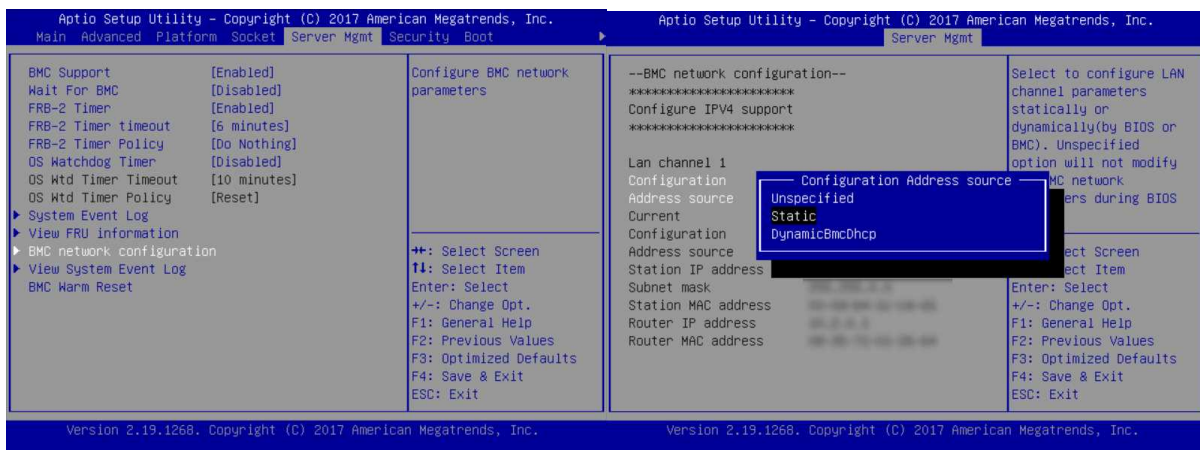 Aptio Setup Utility – Copyright (C) 2017 American Megatrends, Inc.
Main Advanced Platform Socket Server Mgmt Security Boot
BMC Support [Enabled]
Wait For BMC [Disabled]
FRB-2 Timer [Enabled]
FRB-2 Timer timeout [6 minutes]
FRB-2 Timer Policy [Do Nothing]
OS Watchdog Timer [Disabled]
OS Wtd Timer Timeout [10 minutes]
OS Wtd Timer Policy [Reset]
System Event Log
View FRU information
BMC network configuration
View System Event Log
BMC Warm Reset
Configure BMC network
parameters
→←: Select Screen
↑↓: Select Item
Enter: Select
+/-: Change Opt.
F1: General Help
F2: Previous Values
F3: Optimized Defaults
F4: Save & Exit
ESC: Exit
Version 2.19.1268. Copyright (C) 2017 American Megatrends, Inc.
Aptio Setup Utility – Copyright (C) 2017 American Megatrends, Inc.
Server Mgmt
--BMC network configuration--
***********************
Configure IPV4 support
***********************
Lan channel 1
Configuration
Address source
Current
Configuration
Address source
Station IP address
Subnet mask
Station MAC address
Router IP address
Router MAC address
Configuration Address source
Unspecified
Static
DynamicBmcDhcp
Select to configure LAN
channel parameters
statically or
dynamically(by BIOS or
BMC). Unspecified
option will not modify
MC network
ers during BIOS
ect Screen
ect Item
Enter: Select
+/-: Change Opt.
F1: General Help
F2: Previous Values
F3: Optimized Defaults
F4: Save & Exit
ESC: Exit
Version 2.19.1268. Copyright (C) 2017 American Megatrends, Inc.